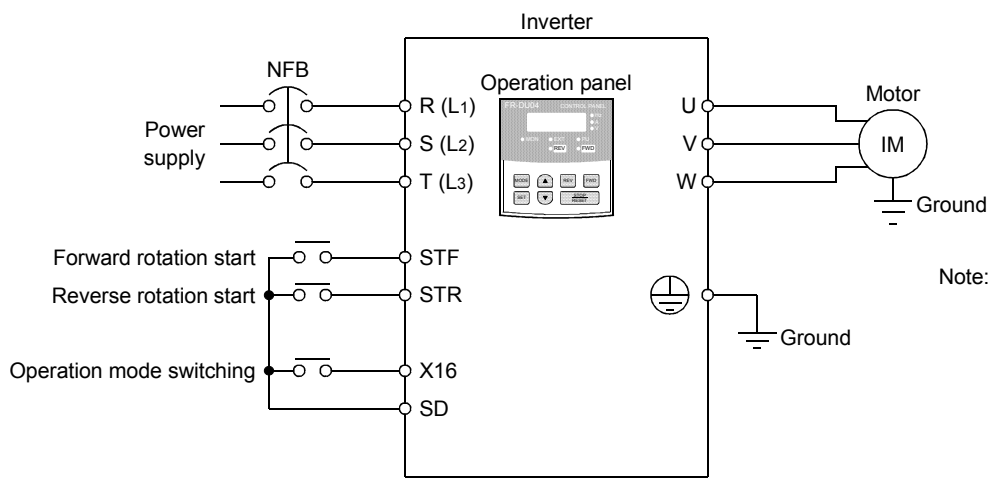 Inverter
NFB
Operation panel
FR-DU04 CONTROL PANEL
Hz
A
V
MON EXT PU
REV FWD
MODE REV FWD
SET STOP
RESET
Power
supply
R (L1)
S (L2)
T (L3)
U
V
W
Motor
IM
Ground
Forward rotation start
STF
Reverse rotation start
STR
Note:
Ground
Operation mode switching
X16
SD